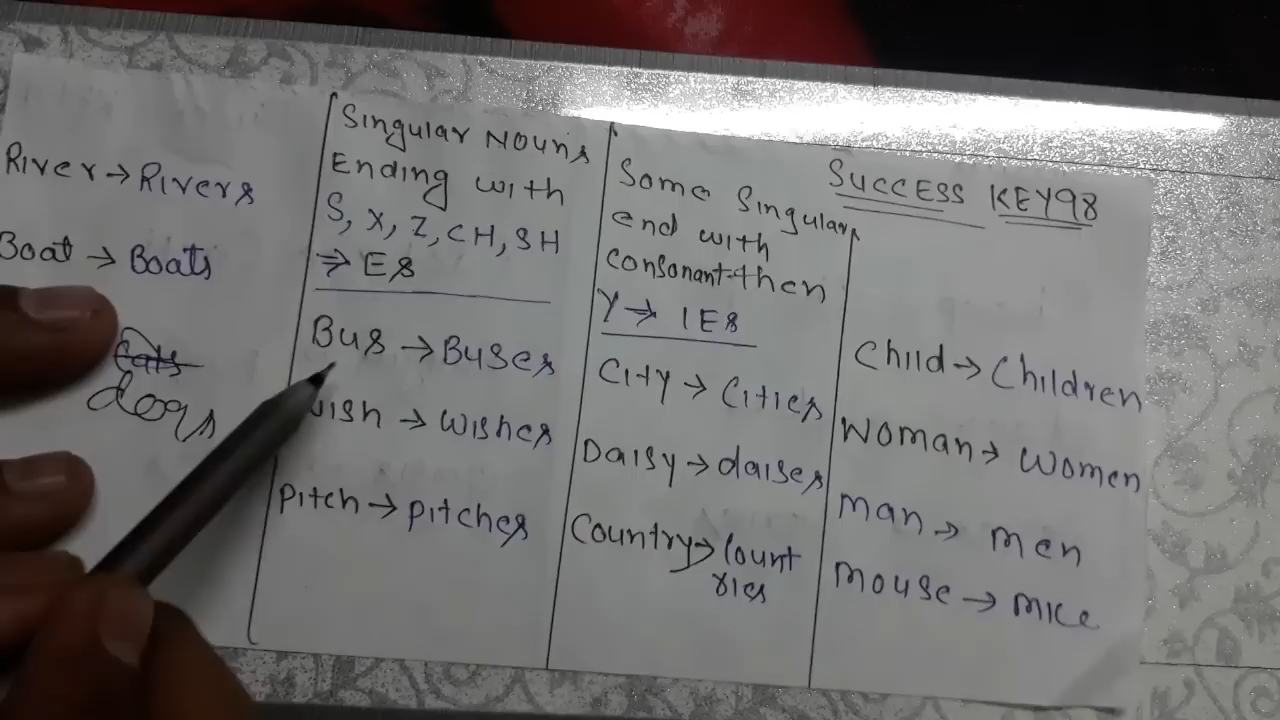 River → Rivers
Boat → Boats
dogs
Singular Nouns
Ending with
S, X, Z, CH, SH
⇒ ES
Bus → Buses
wish → wishes
Pitch → pitches
Some Singular
end with
consonant then
Y → IES
City → Cities
Daisy → daises
Country → Count
ries
SUCCESS KEY98
Child → Children
Woman → Women
Man → Men
Mouse → Mice